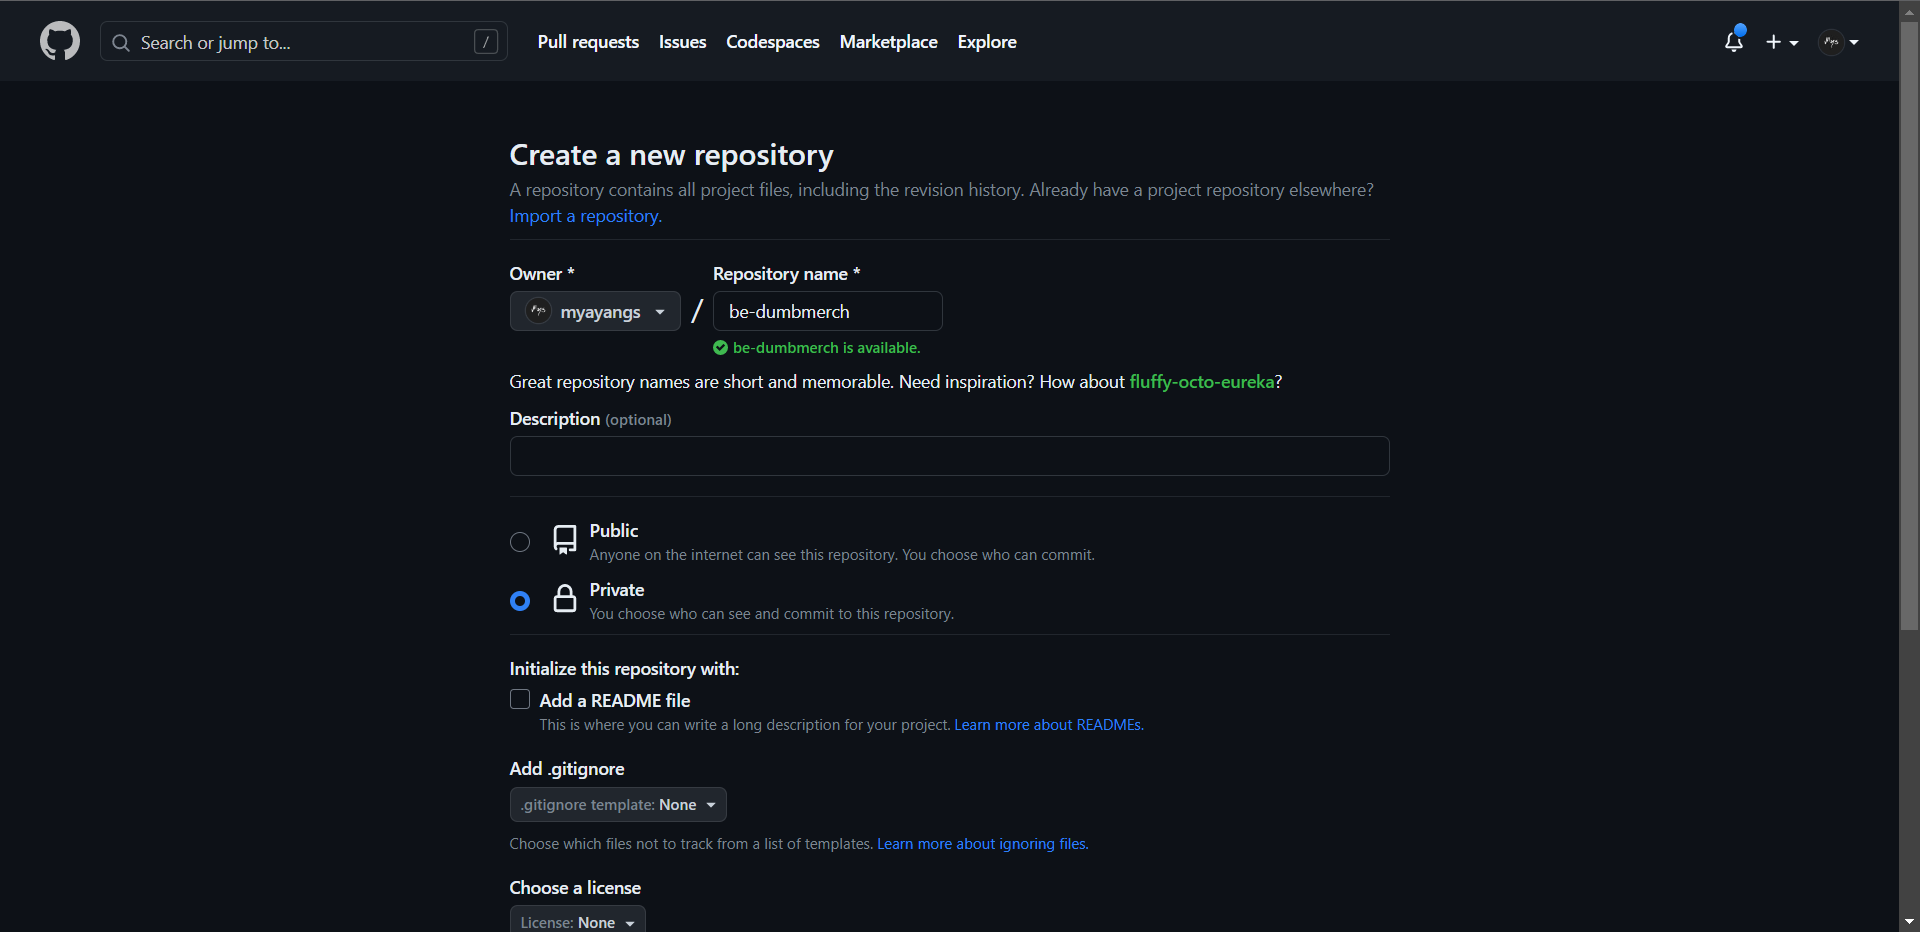 Search or jump to... /
Pull requests Issues Codespaces Marketplace Explore
Create a new repository
A repository contains all project files, including the revision history. Already have a project repository elsewhere?
Import a repository.
Owner * Repository name *
myayangs / be-dumbmerch
be-dumbmerch is available.
Great repository names are short and memorable. Need inspiration? How about fluffy-octo-eureka?
Description (optional)
Public
Anyone on the internet can see this repository. You choose who can commit.
Private
You choose who can see and commit to this repository.
Initialize this repository with:
Add a README file
This is where you can write a long description for your project. Learn more about READMEs.
Add .gitignore
.gitignore template: None
Choose which files not to track from a list of templates. Learn more about ignoring files.
Choose a license
License: None